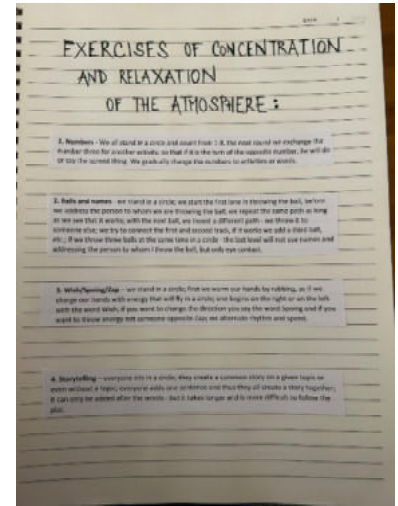 EXERCISES OF CONCENTRATION
AND RELAXATION
OF THE ATMOSPHERE :
1. Numbers - We all stand in a circle and count from 1-8, the next round we exchange the
number three for another activity, so that if it is the turn of the opposite number, he will do
or say the current thing. We gradually change the numbers to activities or words.
2. Balls and names - we stand in a circle; we start the first lane in throwing the ball, before
we address the person to whom we are throwing the ball, we repeat the same path as long
as we see that it works; with the next ball, we invent a different path - we throw it to
someone else; we try to connect the first and second track, if it works we add a third ball,
etc.; if we throw three balls at the same time in a circle - the last level will not use names and
addressing the person to whom I throw the ball, but only eye contact.
3. Wish/Spoing/Zap - we stand in a circle; first we warm our hands by rubbing, as if we
charge our hands with energy that will fly in a circle; one begins on the right or on the left
with the word Wish, if you want to change the direction you say the word Spoing and if you
want to throw energy not someone opposite Zap; we alternate rhythm and speed.
4. Storytelling - everyone sits in a circle; they create a common story on a given topic or
even without a topic; everyone adds one sentence and thus they all create a story together;
it can only be added after the words - but it takes longer and is more difficult to follow the
plot.